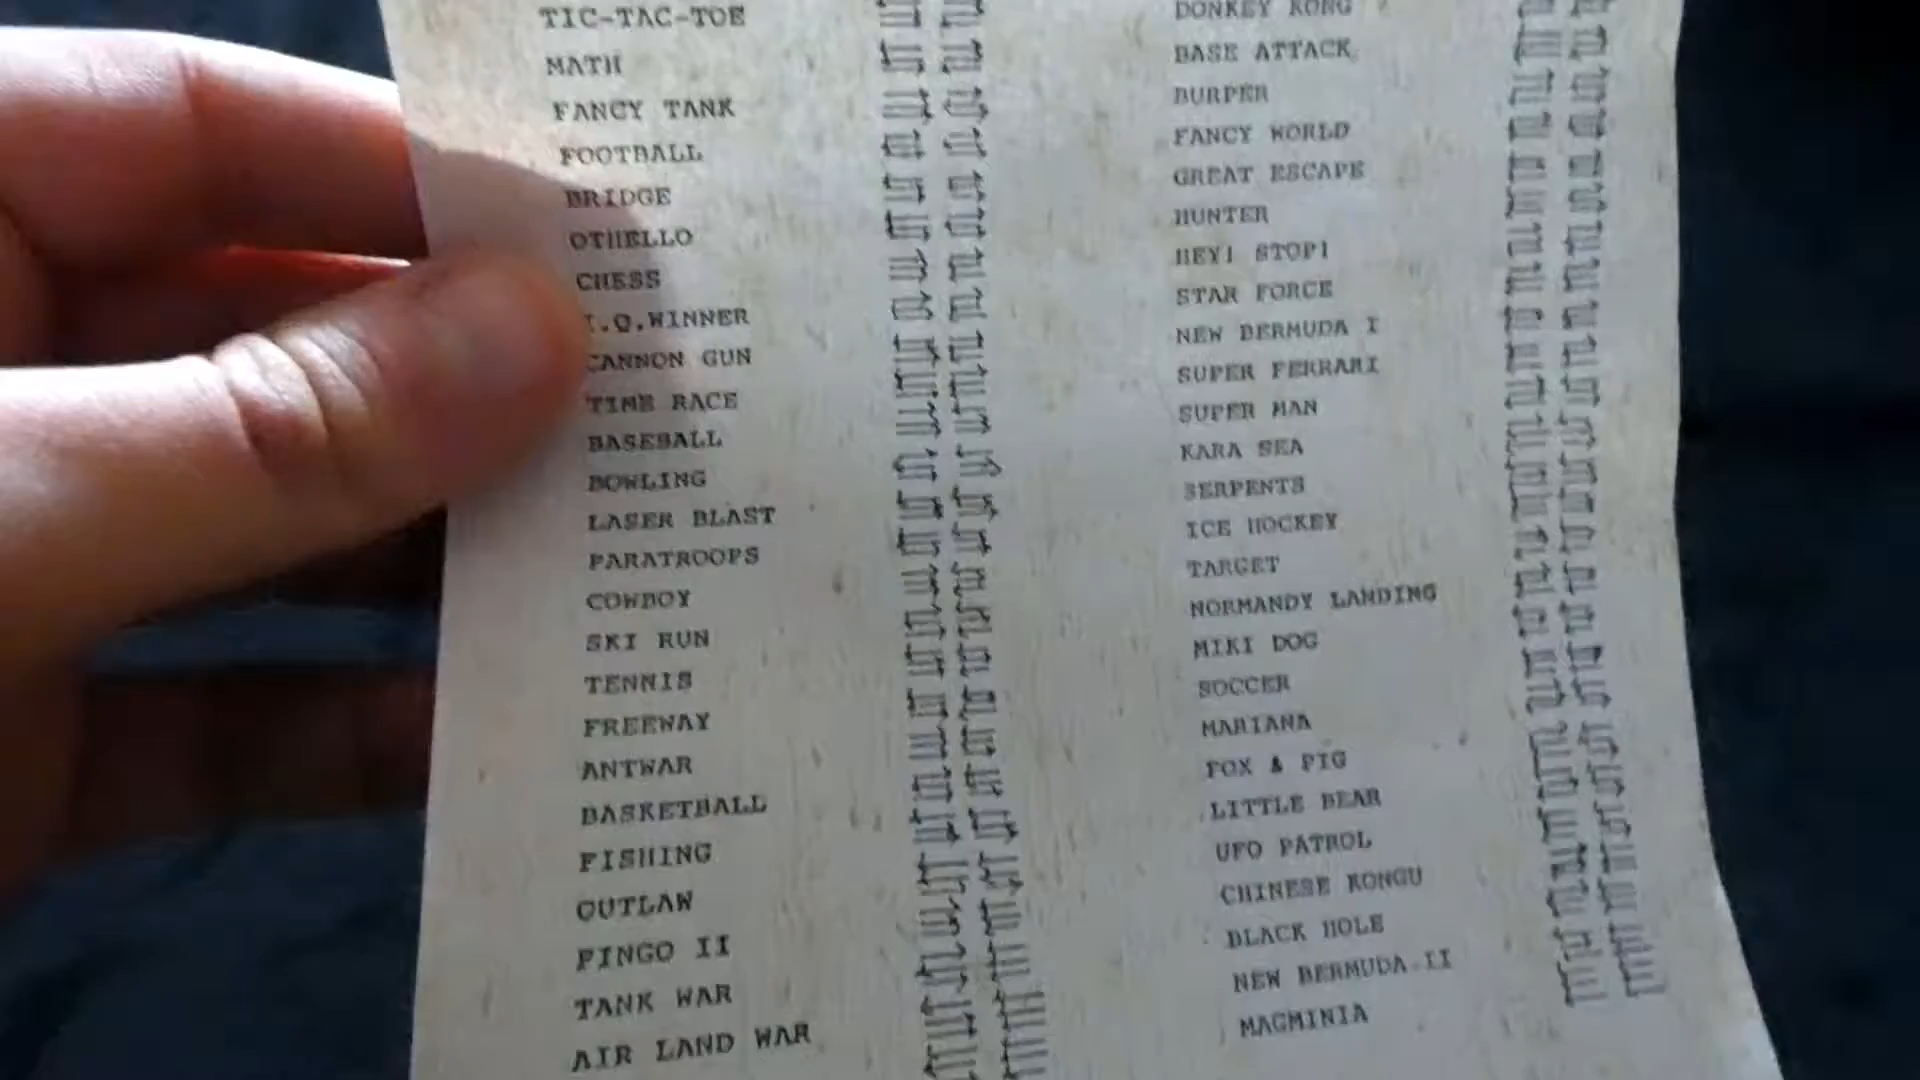 TIC-TAC-TOE
MATH
FANCY TANK
FOOTBALL
BRIDGE
OTHELLO
CHESS
I.Q.WINNER
CANNON GUN
TIME RACE
BASEBALL
BOWLING
LASER BLAST
PARATROOPS
COWBOY
SKI RUN
TENNIS
FREEWAY
ANTWAR
BASKETBALL
FISHING
OUTLAW
PINGO II
TANK WAR
AIR LAND WAR
DONKEY KONG
BASE ATTACK
BURPER
FANCY WORLD
GREAT ESCAPE
HUNTER
HEY! STOP!
STAR FORCE
NEW BERMUDA I
SUPER FERRARI
SUPER MAN
KARA SEA
SERPENTS
ICE HOCKEY
TARGET
NORMANDY LANDING
MIKI DOG
SOCCER
MARIANA
FOX & PIG
LITTLE BEAR
UFO PATROL
CHINESE KONGU
BLACK HOLE
NEW BERMUDA II
MAGMINIA